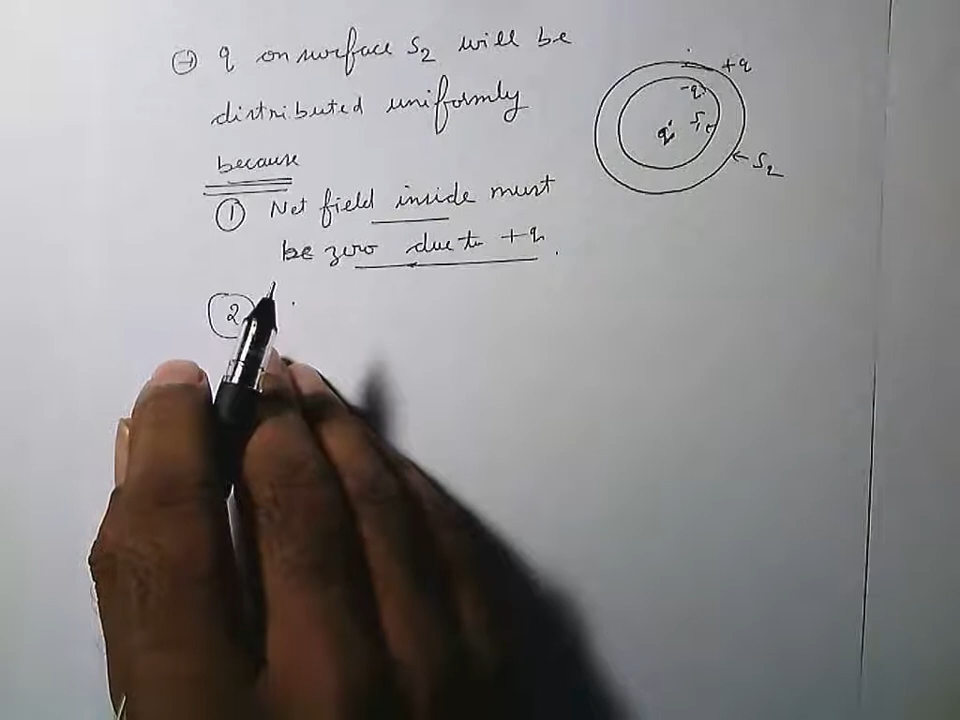 → q on surface S2 will be
distributed uniformly
because
① Net field inside must
be zero due to +q.
②
+q
-q
S1
q
S2